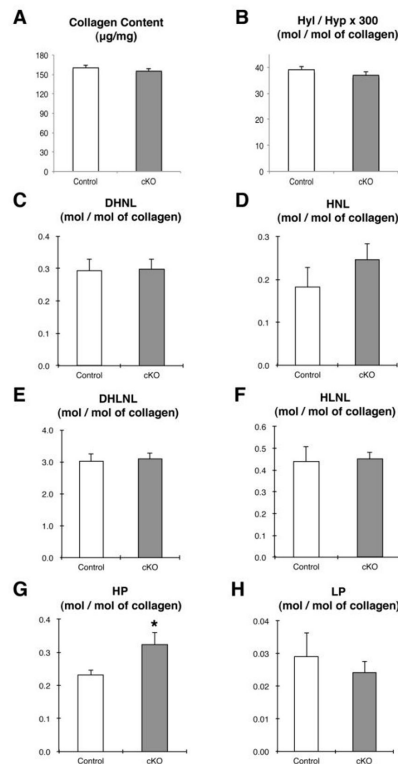 A
Collagen Content
(µg/mg)
180
150
120
90
60
30
0
Control
cKO
B
Hyl / Hyp x 300
(mol / mol of collagen)
50
40
30
20
10
0
Control
cKO
C
DHNL
(mol / mol of collagen)
0.4
0.3
0.2
0.1
0.0
Control
cKO
D
HNL
(mol / mol of collagen)
0.3
0.2
0.1
0.0
Control
cKO
E
DHLNL
(mol / mol of collagen)
4.0
3.0
2.0
1.0
0.0
Control
cKO
F
HLNL
(mol / mol of collagen)
0.6
0.5
0.4
0.3
0.2
0.1
0.0
Control
cKO
G
HP
(mol / mol of collagen)
0.4
0.3
0.2
0.1
0.0
*
Control
cKO
H
LP
(mol / mol of collagen)
0.04
0.03
0.02
0.01
0.00
Control
cKO